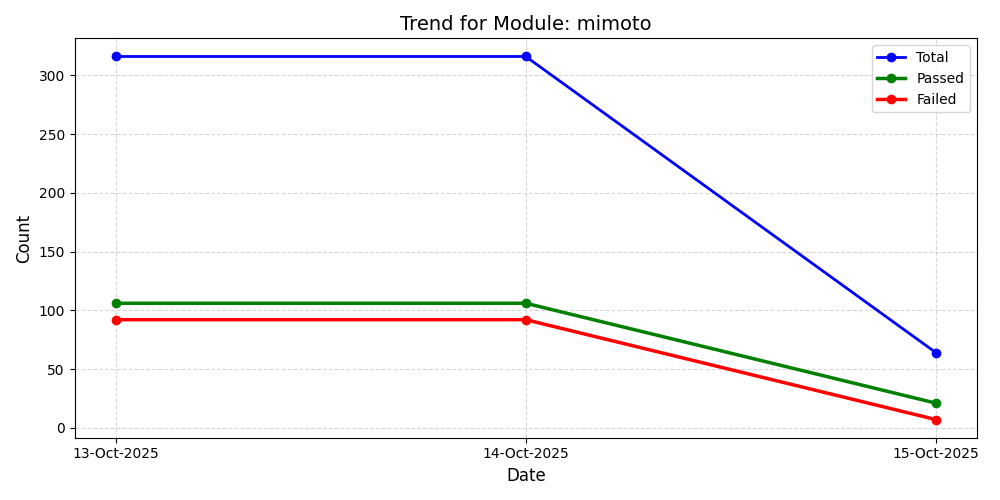 Trend for Module: mimoto
Total
Passed
Failed
300
250
200
150
100
50
0
Count
13-Oct-2025
14-Oct-2025
15-Oct-2025
Date